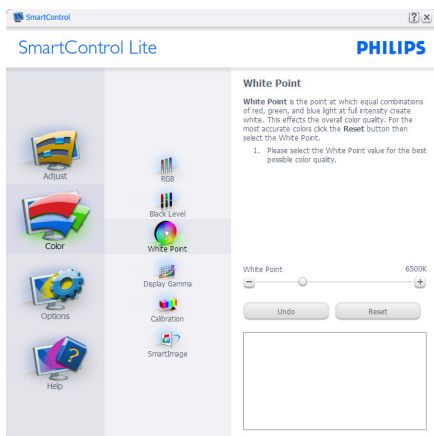 SmartControl
SmartControl Lite
PHILIPS
Adjust
Color
Options
Help
RGB
Black Level
White Point
Display Gamma
Calibration
SmartImage
White Point
White Point is the point at which equal combinations
of red, green, and blue light at full intensity create
white. This effects the overall color quality. For the
most accurate colors click the Reset button then
select the White Point.
1. Please select the White Point value for the best
possible color quality.
White Point 6500K
Undo
Reset